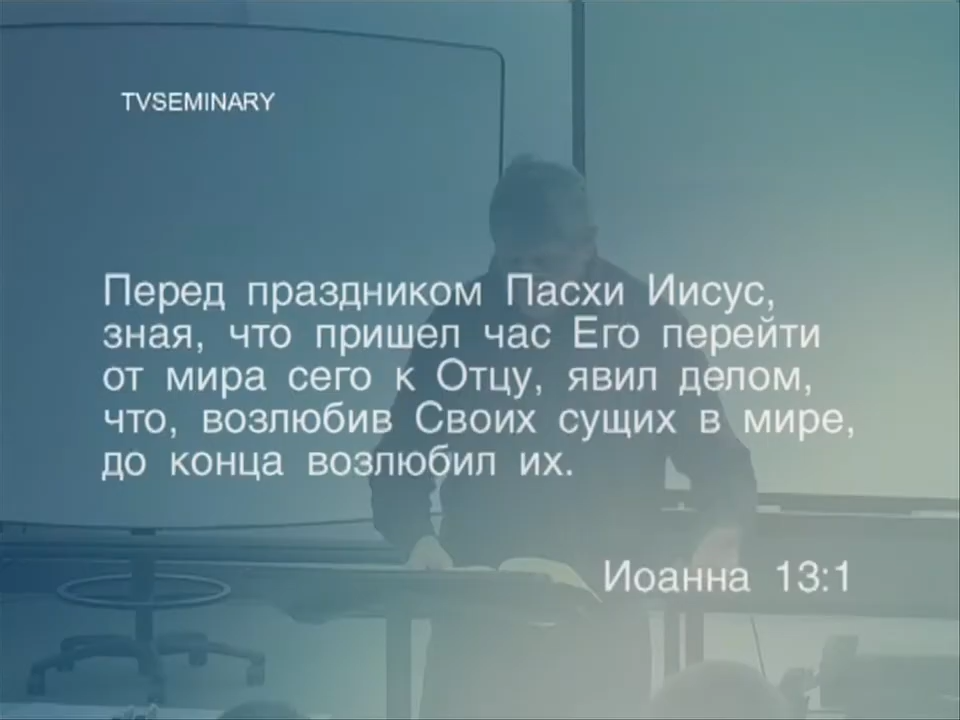 TVSEMINARY
Перед праздником Пасхи Иисус,
зная, что пришел час Его перейти
от мира сего к Отцу, явил делом,
что, возлюбив Своих сущих в мире,
до конца возлюбил их.
Иоанна 13:1